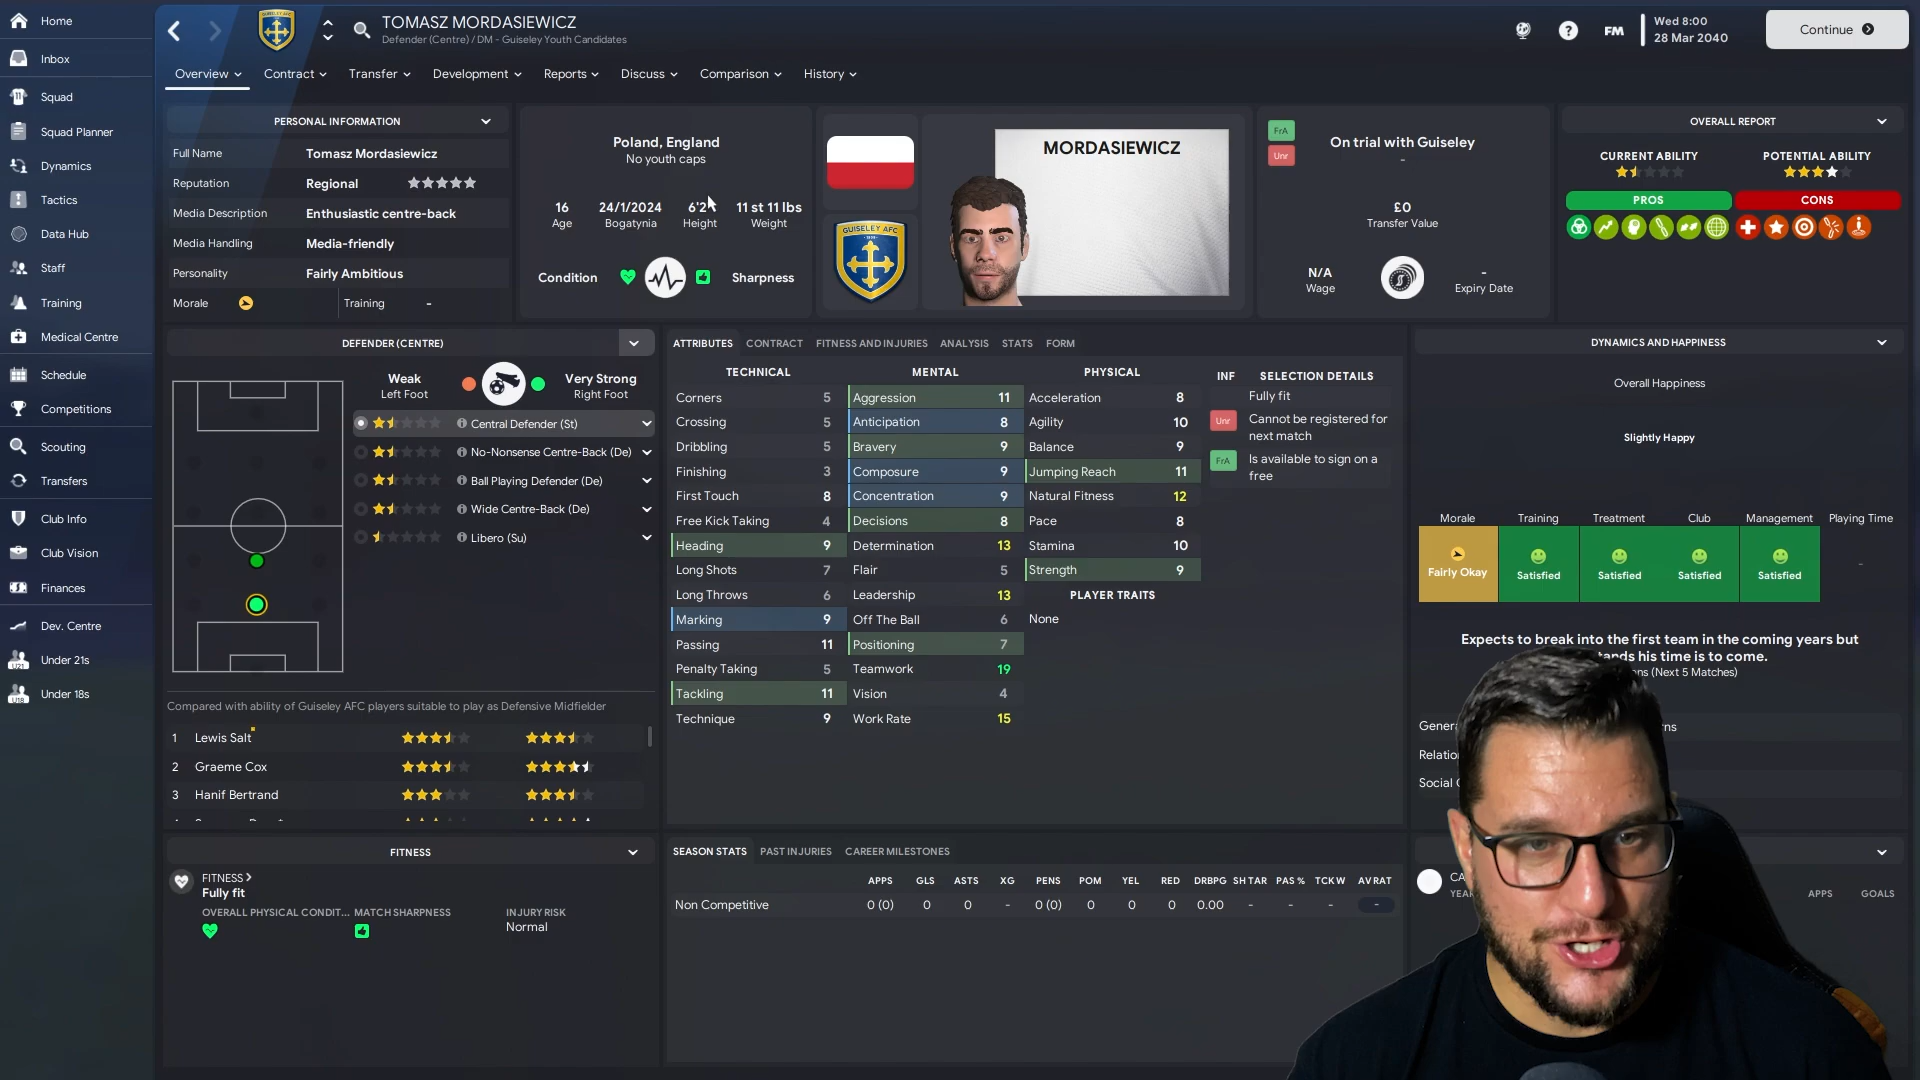 Home
Inbox
Squad
Squad Planner
Dynamics
Tactics
Data Hub
Staff
Training
Medical Centre
Schedule
Competitions
Scouting
Transfers
Club Info
Club Vision
Finances
Dev. Centre
Under 21s
Under 18s
TOMASZ MORDASIEWICZ
Defender (Centre) / DM - Guiseley Youth Candidates
FM
Wed 8:00
28 Mar 2040
Continue
Overview
Contract
Transfer
Development
Reports
Discuss
Comparison
History
PERSONAL INFORMATION
Full Name Tomasz Mordasiewicz
Reputation Regional
Media Description Enthusiastic centre-back
Media Handling Media-friendly
Personality Fairly Ambitious
Morale
Training -
Poland, England
No youth caps
16 24/1/2024 6'2" 11 st 11 lbs
Age Bogatynia Height Weight
Condition Sharpness
GUISELEY AFC
MORDASIEWICZ
FrA
Unr
On trial with Guiseley
-
£0
Transfer Value
N/A
Wage
-
Expiry Date
OVERALL REPORT
CURRENT ABILITY POTENTIAL ABILITY
PROS CONS
DEFENDER (CENTRE)
Weak
Left Foot
Very Strong
Right Foot
Central Defender (St)
No-Nonsense Centre-Back (De)
Ball Playing Defender (De)
Wide Centre-Back (De)
Libero (Su)
Compared with ability of Guiseley AFC players suitable to play as Defensive Midfielder
1 Lewis Salt
2 Graeme Cox
3 Hanif Bertrand
ATTRIBUTES CONTRACT FITNESS AND INJURIES ANALYSIS STATS FORM
TECHNICAL
Corners 5
Crossing 5
Dribbling 5
Finishing 3
First Touch 8
Free Kick Taking 4
Heading 9
Long Shots 7
Long Throws 6
Marking 9
Passing 11
Penalty Taking 5
Tackling 11
Technique 9
MENTAL
Aggression 11
Anticipation 8
Bravery 9
Composure 9
Concentration 9
Decisions 8
Determination 13
Flair 5
Leadership 13
Off The Ball 6
Positioning 7
Teamwork 19
Vision 4
Work Rate 15
PHYSICAL
Acceleration 8
Agility 10
Balance 9
Jumping Reach 11
Natural Fitness 12
Pace 8
Stamina 10
Strength 9
PLAYER TRAITS
None
INF SELECTION DETAILS
Fully fit
Unr Cannot be registered for
next match
FrA Is available to sign on a
free
DYNAMICS AND HAPPINESS
Overall Happiness
Slightly Happy
Morale Training Treatment Club Management Playing Time
Fairly Okay Satisfied Satisfied Satisfied Satisfied -
Expects to break into the first team in the coming years but
his time is to come.
(Next 5 Matches)
Social
FITNESS
FITNESS
Fully fit
OVERALL PHYSICAL CONDIT... MATCH SHARPNESS INJURY RISK
Normal
SEASON STATS PAST INJURIES CAREER MILESTONES
APPS GLS ASTS XG PENS POM YEL RED DRBPG SH TAR PAS % TCK W AV RAT
Non Competitive 0 (0) 0 0 - 0 (0) 0 0 0 0.00 - - - -
APPS GOALS